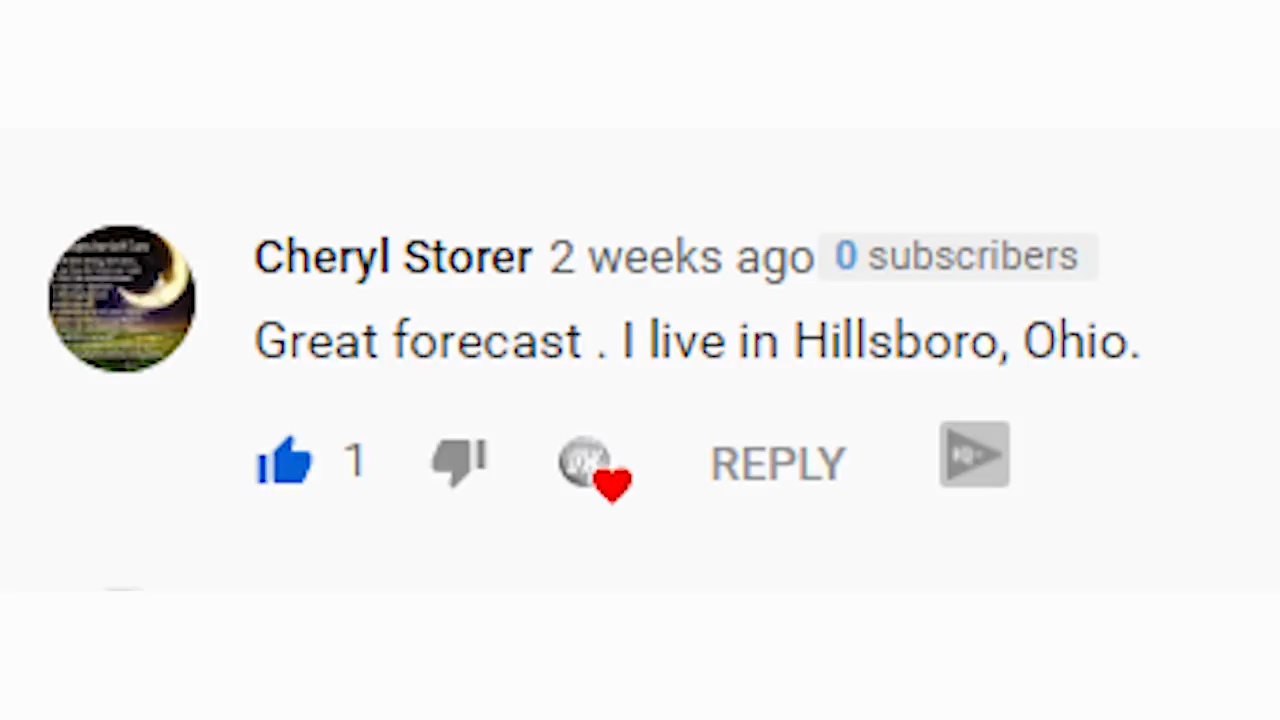 Cheryl Storer 2 weeks ago 0 subscribers
Great forecast . I live in Hillsboro, Ohio.
1 REPLY